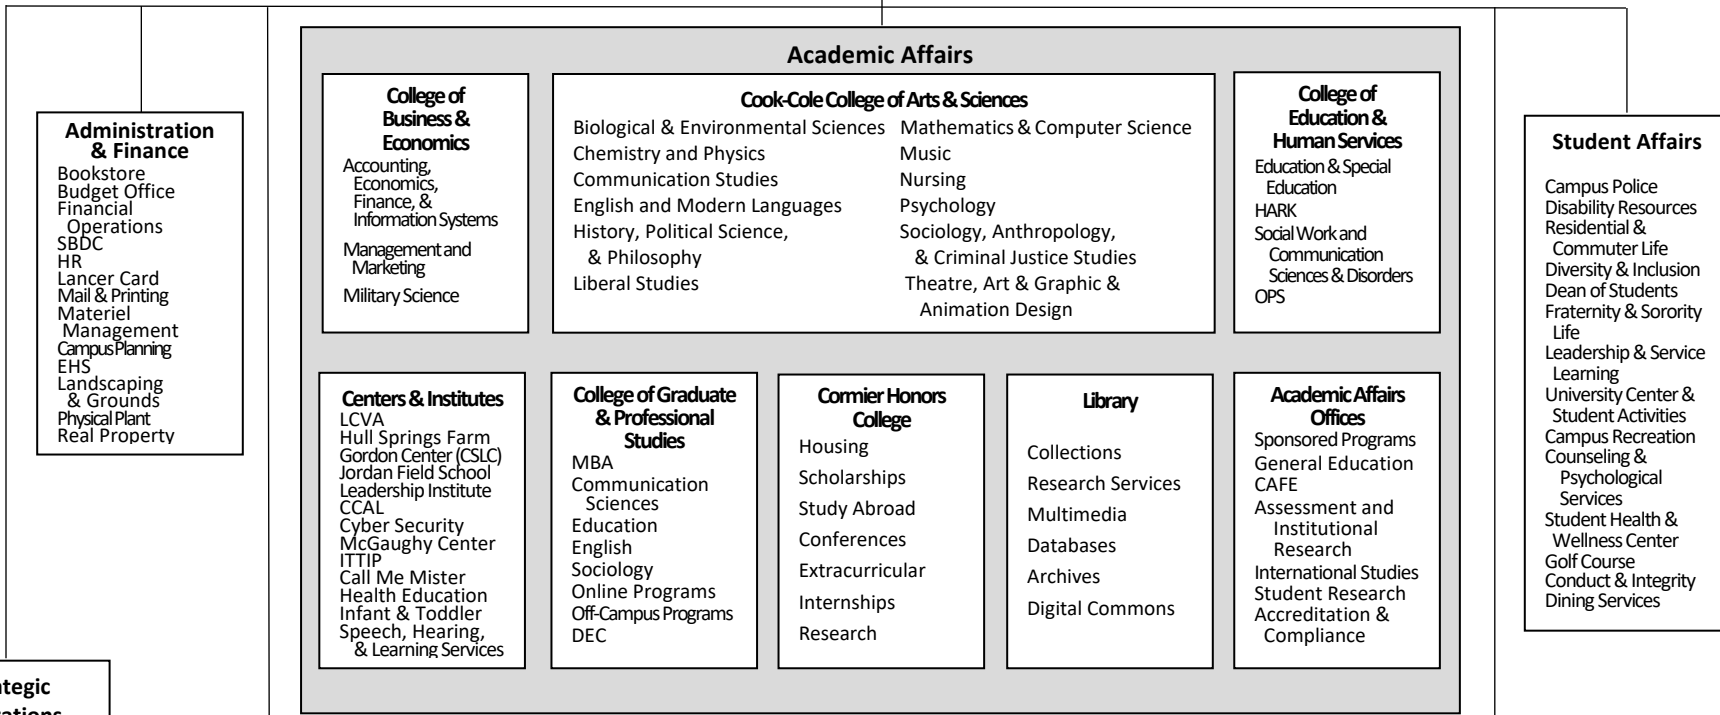 Academic Affairs
Administration
& Finance
Bookstore
Budget Office
Financial
Operations
SBDC
HR
Lancer Card
Mail & Printing
Materiel
Management
Campus Planning
EHS
Landscaping
& Grounds
Physical Plant
Real Property
College of
Business &
Economics
Accounting,
Economics,
Finance, &
Information Systems
Management and
Marketing
Military Science
Cook-Cole College of Arts & Sciences
Biological & Environmental Sciences
Chemistry and Physics
Communication Studies
English and Modern Languages
History, Political Science,
& Philosophy
Liberal Studies
Mathematics & Computer Science
Music
Nursing
Psychology
Sociology, Anthropology,
& Criminal Justice Studies
Theatre, Art & Graphic &
Animation Design
College of
Education &
Human Services
Education & Special
Education
HARK
Social Work and
Communication
Sciences & Disorders
OPS
Student Affairs
Campus Police
Disability Resources
Residential &
Commuter Life
Diversity & Inclusion
Dean of Students
Fraternity & Sorority
Life
Leadership & Service
Learning
University Center &
Student Activities
Campus Recreation
Counseling &
Psychological
Services
Student Health &
Wellness Center
Golf Course
Conduct & Integrity
Dining Services
Centers & Institutes
LCVA
Hull Springs Farm
Gordon Center (CSLC)
Jordan Field School
Leadership Institute
CCAL
Cyber Security
McGaughy Center
ITTIP
Call Me Mister
Health Education
Infant & Toddler
Speech, Hearing,
& Learning Services
College of Graduate
& Professional
Studies
MBA
Communication
Sciences
Education
English
Sociology
Online Programs
Off-Campus Programs
DEC
Cormier Honors
College
Housing
Scholarships
Study Abroad
Conferences
Extracurricular
Internships
Research
Library
Collections
Research Services
Multimedia
Databases
Archives
Digital Commons
Academic Affairs
Offices
Sponsored Programs
General Education
CAFE
Assessment and
Institutional
Research
International Studies
Student Research
Accreditation &
Compliance